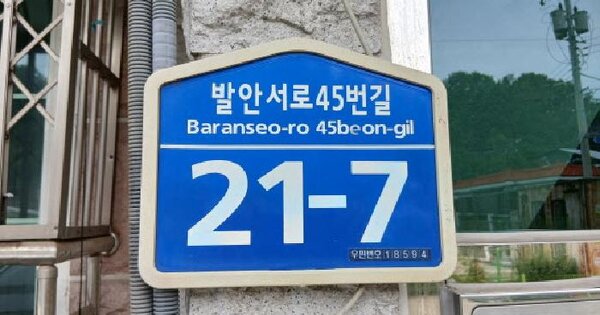 발안서로45번길
Baranseo-ro 45beon-gil
21-7
우편번호 18594